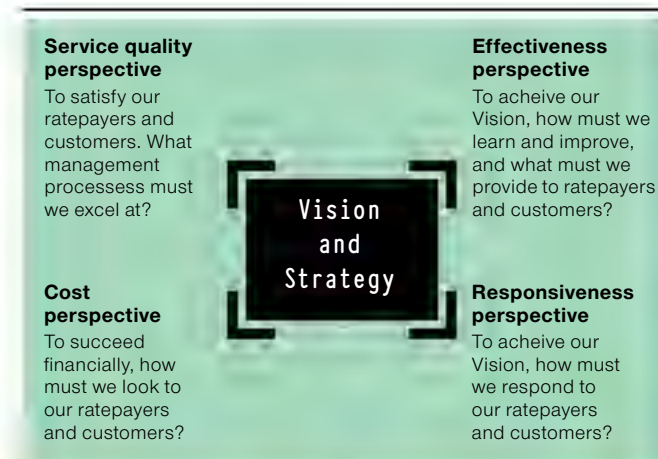 Service quality
perspective
To satisfy our
ratepayers and
customers. What
management
processess must
we excel at?
Effectiveness
perspective
To acheive our
Vision, how must we
learn and improve,
and what must we
provide to ratepayers
and customers?
Vision
and
Strategy
Cost
perspective
To succeed
financially, how
must we look to
our ratepayers
and customers?
Responsiveness
perspective
To acheive our
Vision, how must
we respond to
our ratepayers
and customers?